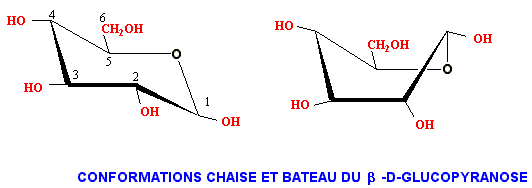 6
CH₂OH
HO 4
5
O
HO 3
2
OH
1
OH
HO
CH₂OH
OH
O
HO
OH
CONFORMATIONS CHAISE ET BATEAU DU β -D-GLUCOPYRANOSE